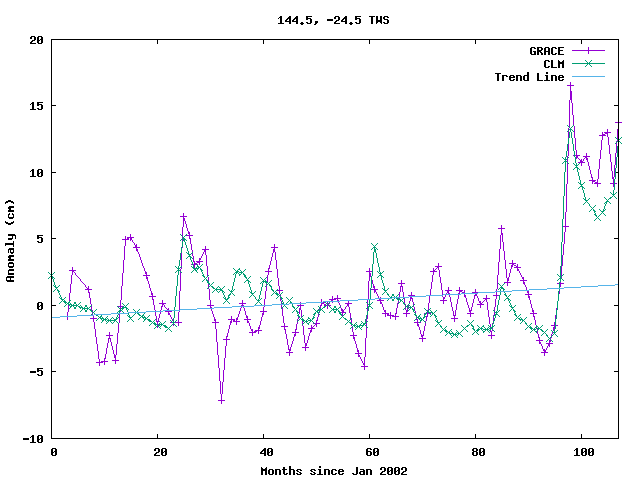 144.5, -24.5 TWS
GRACE
CLM
Trend Line
20
15
10
5
0
-5
-10
Anomaly (cm)
0 20 40 60 80 100
Months since Jan 2002